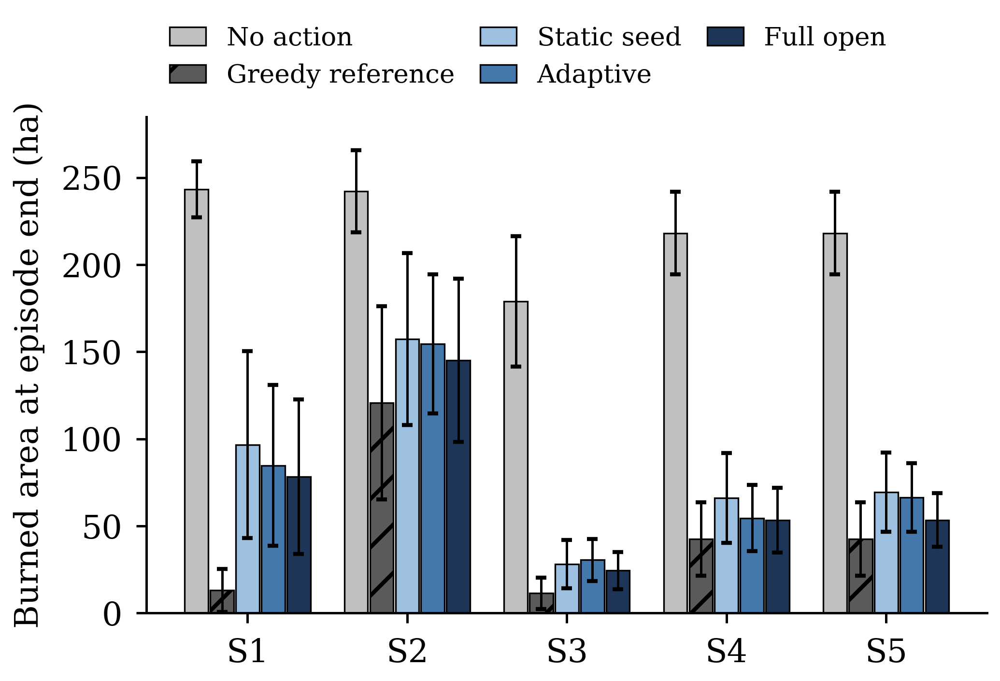 No action
Greedy reference
Static seed
Adaptive
Full open
Burned area at episode end (ha)
250
200
150
100
50
0
S1 S2 S3 S4 S5